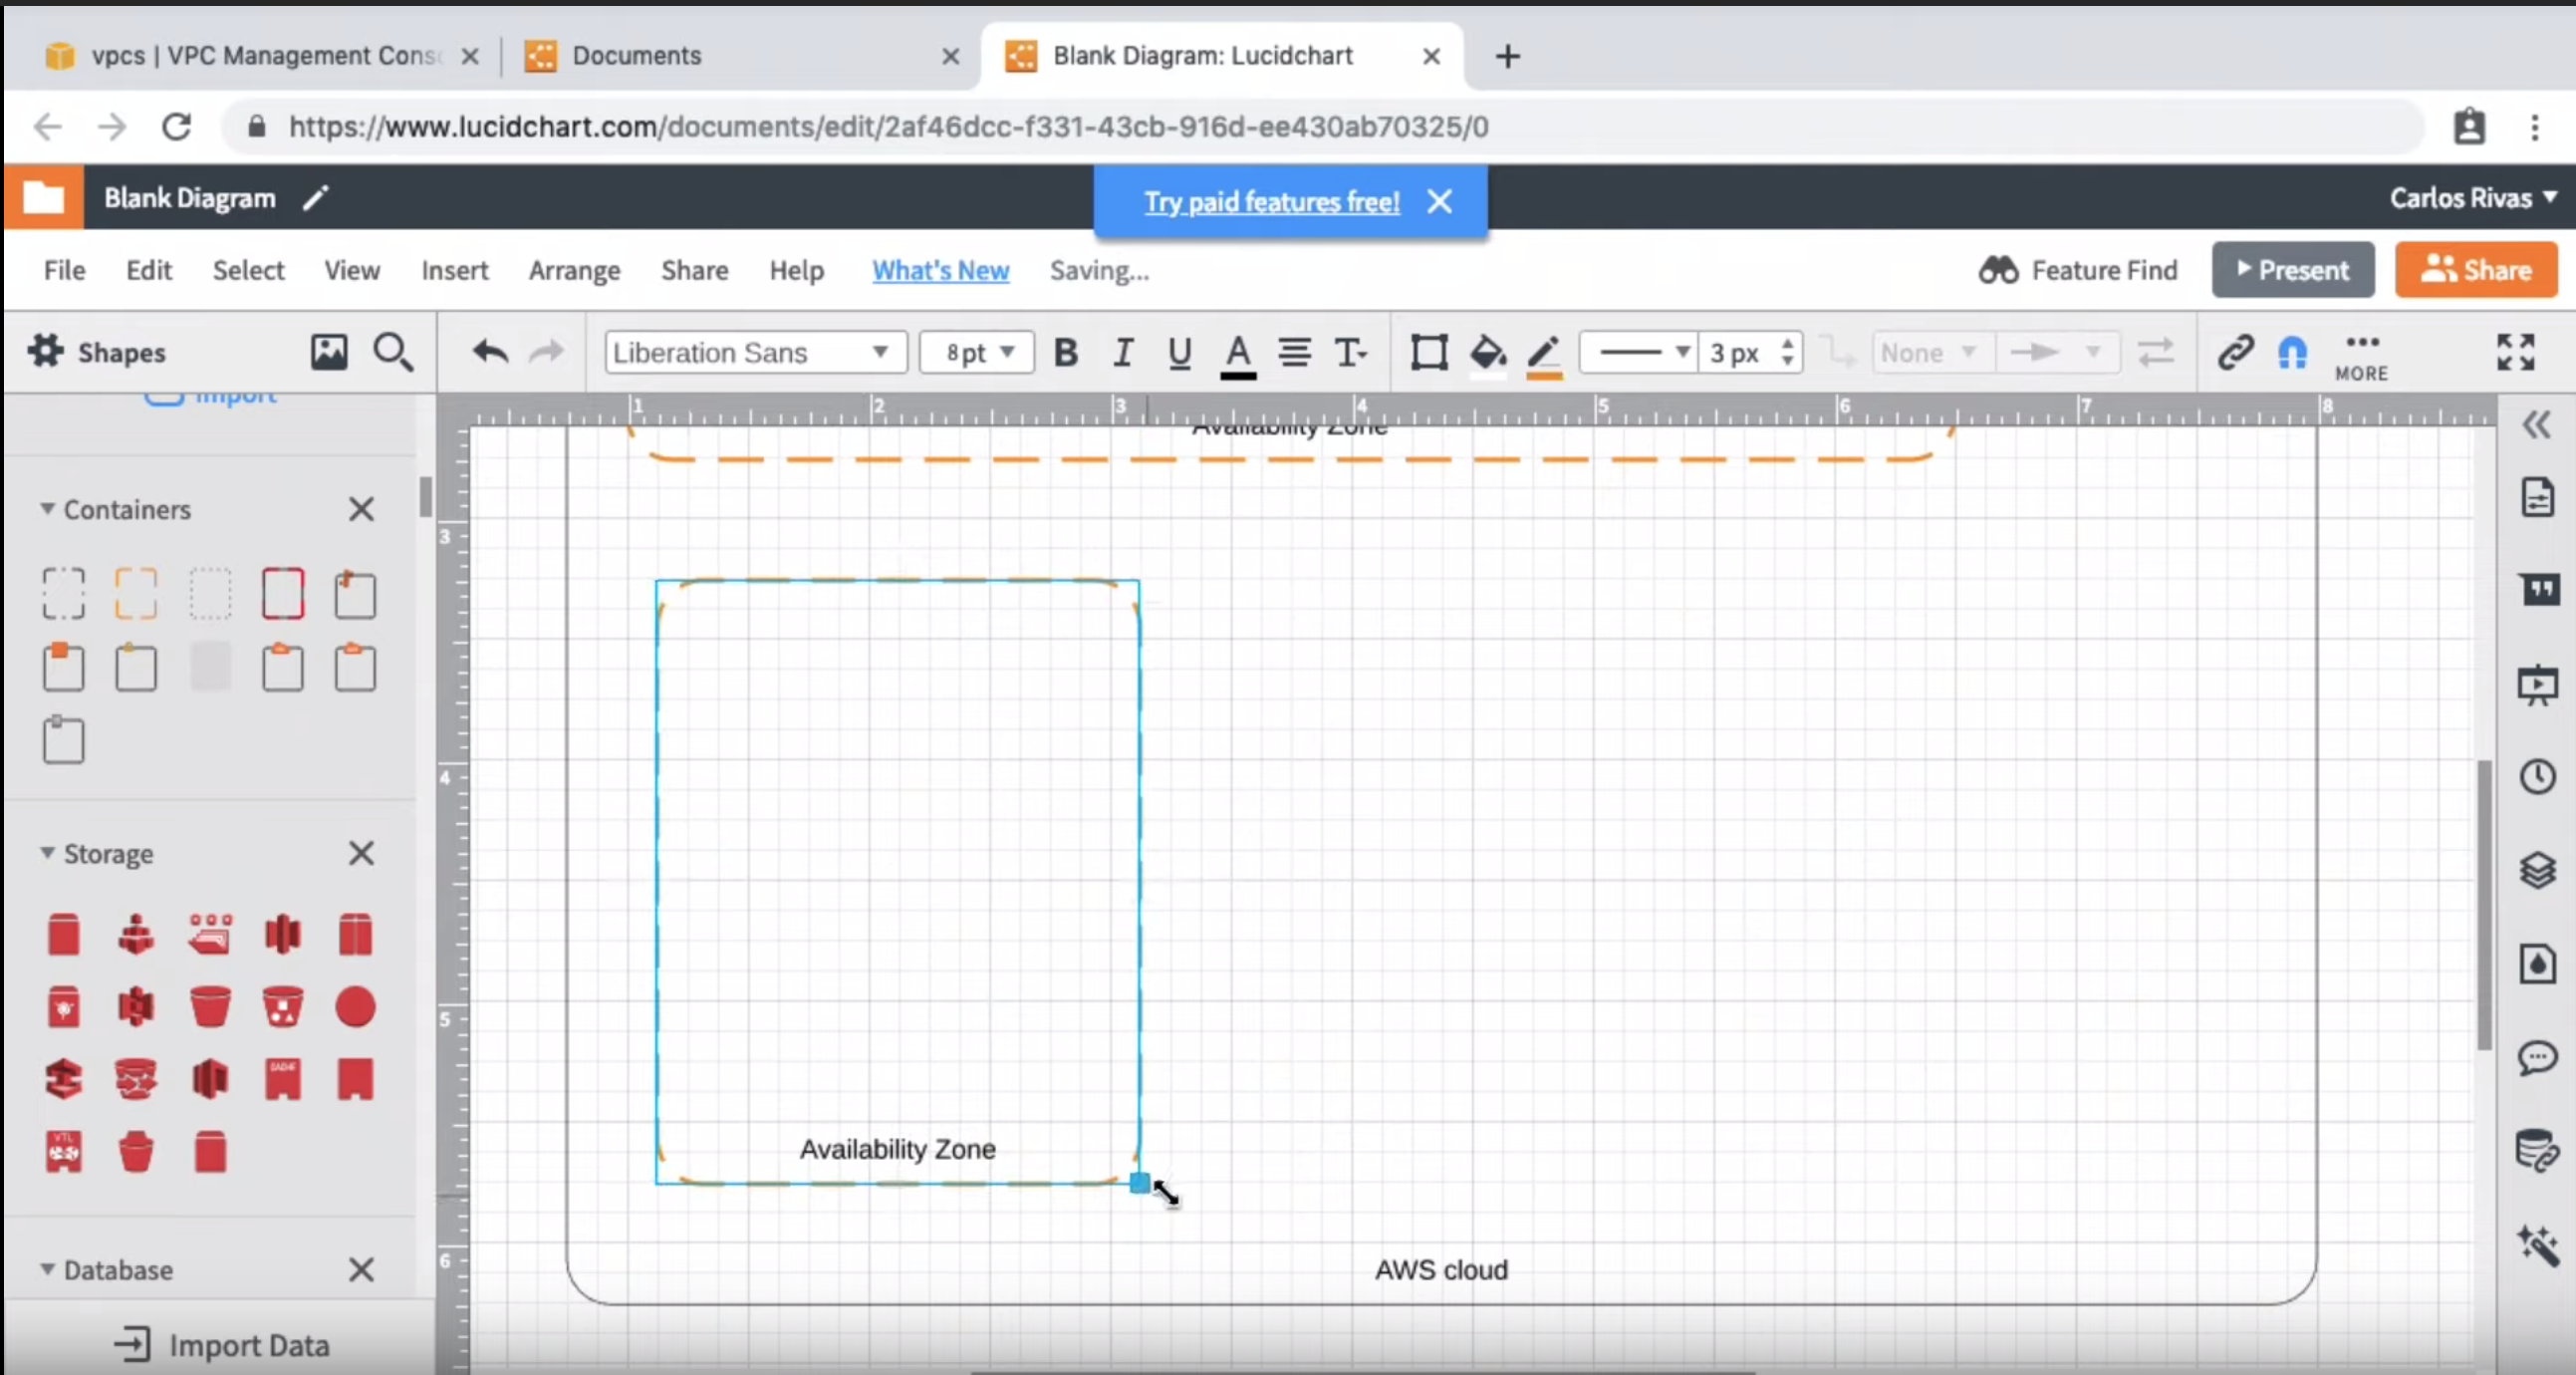 vpcs | VPC Management Cons
Documents
Blank Diagram: Lucidchart
https://www.lucidchart.com/documents/edit/2af46dcc-f331-43cb-916d-ee430ab70325/0
Blank Diagram
Try paid features free!
Carlos Rivas
File Edit Select View Insert Arrange Share Help What's New Saving...
Feature Find
Present
Share
Shapes
Liberation Sans
8 pt
B I U A T
3 px
None
MORE
Import
1 2 3 4 5 6 7 8
Availability Zone
Containers
3
4
Storage
5
CACHE
VTL
Availability Zone
6
Database
AWS cloud
Import Data